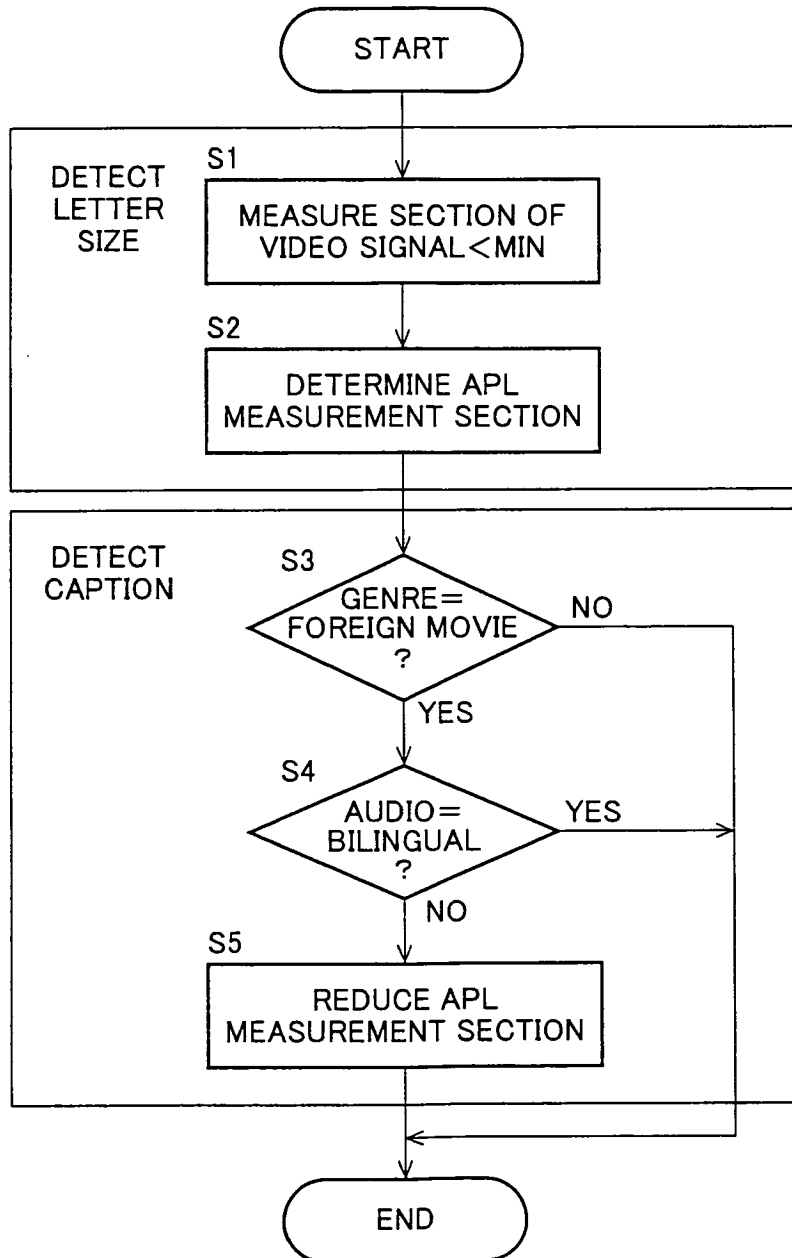 START
DETECT
LETTER
SIZE
S1
MEASURE SECTION OF
VIDEO SIGNAL<MIN
S2
DETERMINE APL
MEASUREMENT SECTION
DETECT
CAPTION
S3
GENRE=
FOREIGN MOVIE
?
NO
YES
S4
AUDIO=
BILINGUAL
?
YES
NO
S5
REDUCE APL
MEASUREMENT SECTION
END